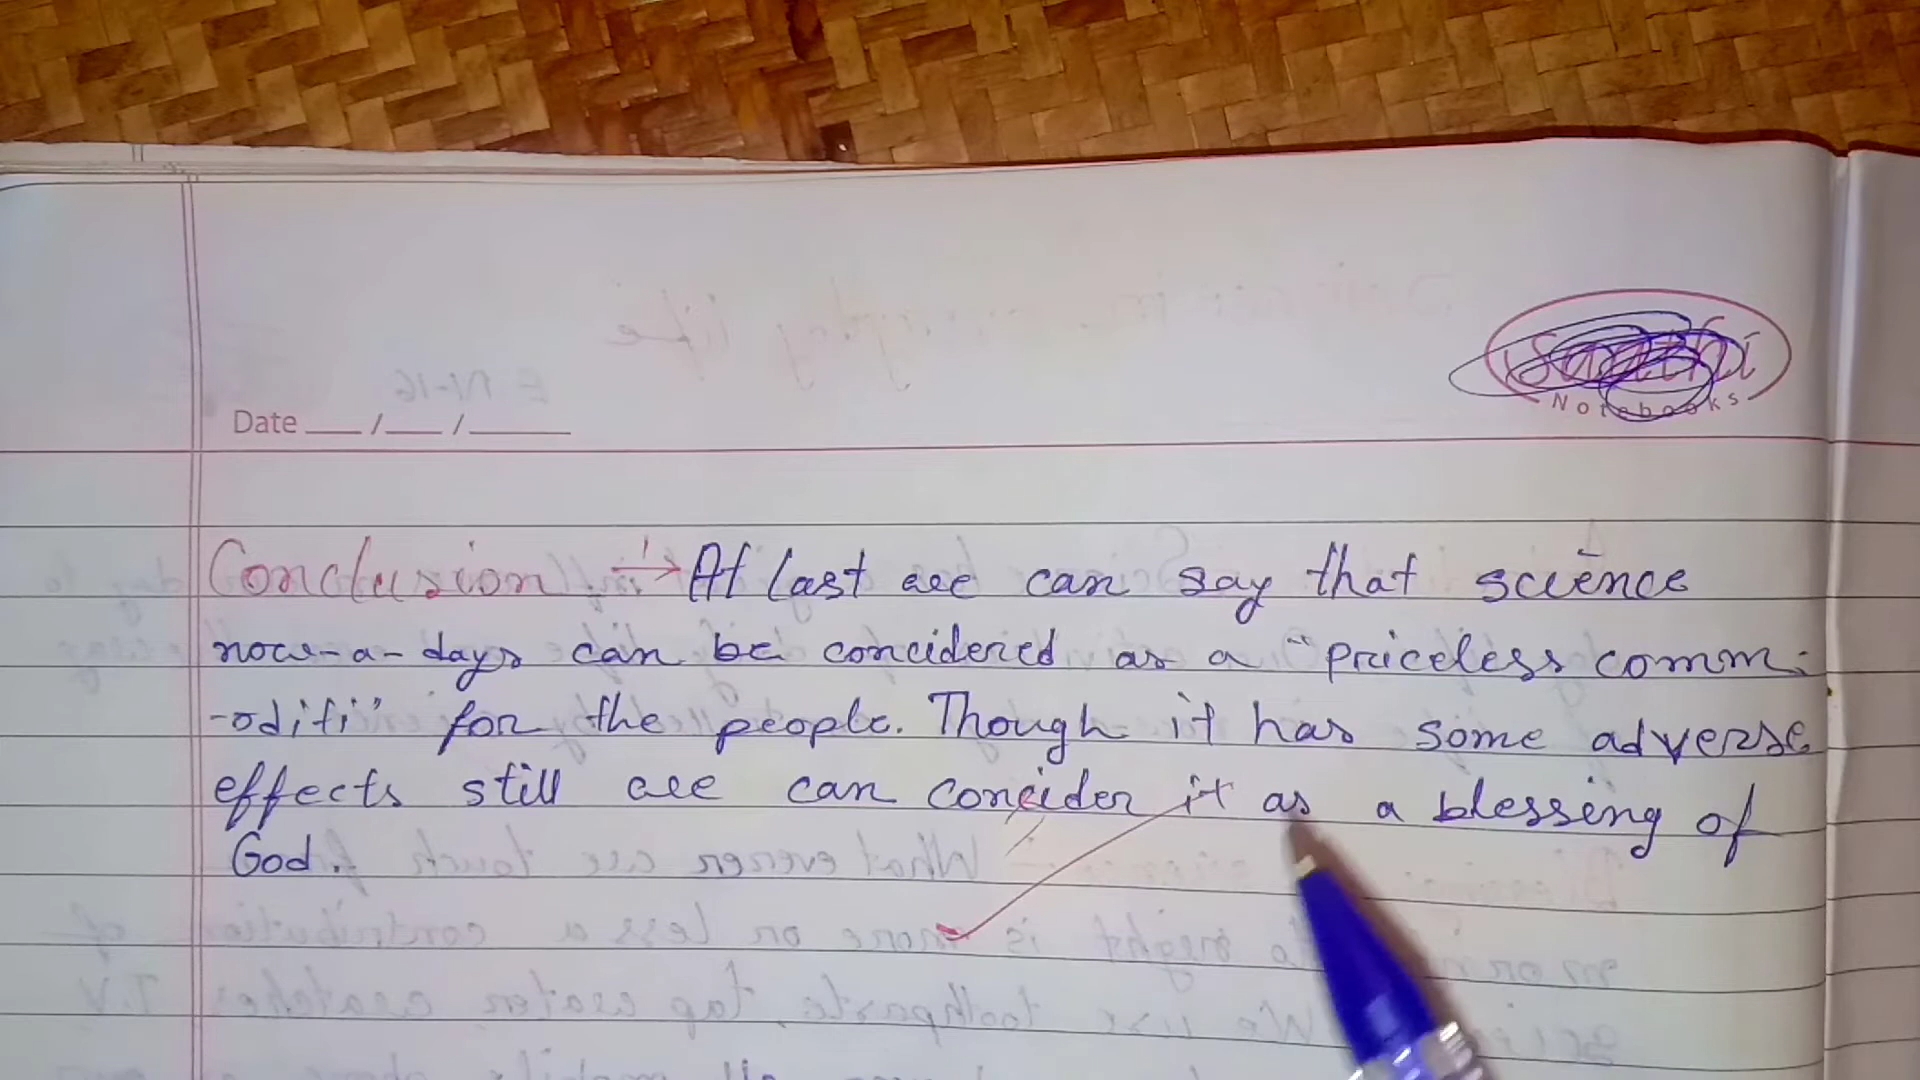 Notebooks
Date ___/___/______
Conclusion :→ At last we can say that science
now-a-days can be concidered as a "priceless comm-
-oditi" for the people. Though it has some adverse
effects still we can concider it as a blessing of
God.